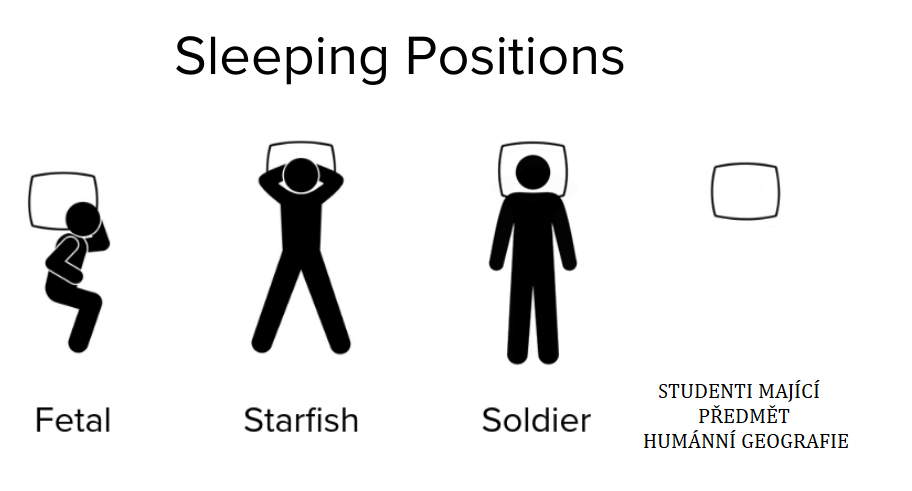 Sleeping Positions
Fetal
Starfish
Soldier
STUDENTI MAJÍCÍ
PŘEDMĚT
HUMÁNNÍ GEOGRAFIE